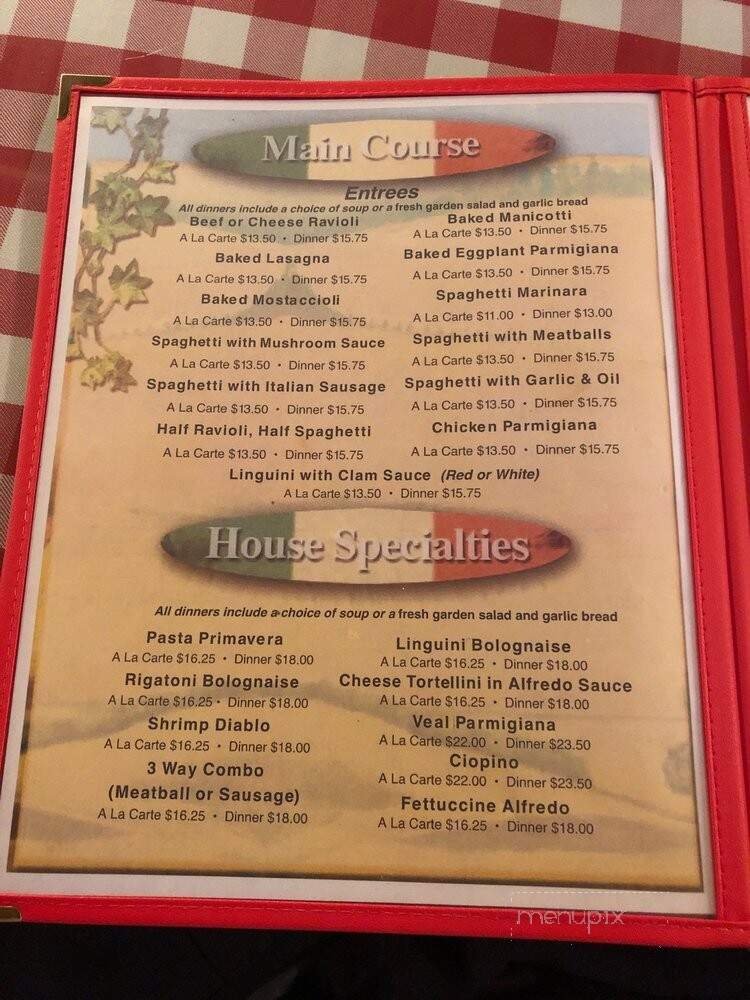 Main Course
Entrees
All dinners include a choice of soup or a fresh garden salad and garlic bread
Beef or Cheese Ravioli
A La Carte $13.50 • Dinner $15.75
Baked Lasagna
A La Carte $13.50 • Dinner $15.75
Baked Mostaccioli
A La Carte $13.50 • Dinner $15.75
Spaghetti with Mushroom Sauce
A La Carte $13.50 • Dinner $15.75
Spaghetti with Italian Sausage
A La Carte $13.50 • Dinner $15.75
Half Ravioli, Half Spaghetti
A La Carte $13.50 • Dinner $15.75
Baked Manicotti
A La Carte $13.50 • Dinner $15.75
Baked Eggplant Parmigiana
A La Carte $13.50 • Dinner $15.75
Spaghetti Marinara
A La Carte $11.00 • Dinner $13.00
Spaghetti with Meatballs
A La Carte $13.50 • Dinner $15.75
Spaghetti with Garlic & Oil
A La Carte $13.50 • Dinner $15.75
Chicken Parmigiana
A La Carte $13.50 • Dinner $15.75
Linguini with Clam Sauce (Red or White)
A La Carte $13.50 • Dinner $15.75
House Specialties
All dinners include a choice of soup or a fresh garden salad and garlic bread
Pasta Primavera
A La Carte $16.25 • Dinner $18.00
Rigatoni Bolognaise
A La Carte $16.25 • Dinner $18.00
Shrimp Diablo
A La Carte $16.25 • Dinner $18.00
3 Way Combo
(Meatball or Sausage)
A La Carte $16.25 • Dinner $18.00
Linguini Bolognaise
A La Carte $16.25 • Dinner $18.00
Cheese Tortellini in Alfredo Sauce
A La Carte $16.25 • Dinner $18.00
Veal Parmigiana
A La Carte $22.00 • Dinner $23.50
Ciopino
A La Carte $22.00 • Dinner $23.50
Fettuccine Alfredo
A La Carte $16.25 • Dinner $18.00
menupix